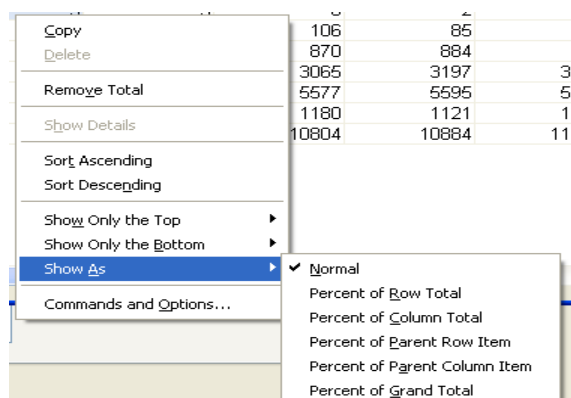 Copy
106 85
Delete
870 884
3065 3197 3
Remove Total
5577 5595 5
1180 1121 1
Show Details
10804 10884 11
Sort Ascending
Sort Descending
Show Only the Top
Show Only the Bottom
Show As
Normal
Percent of Row Total
Commands and Options...
Percent of Column Total
Percent of Parent Row Item
Percent of Parent Column Item
Percent of Grand Total